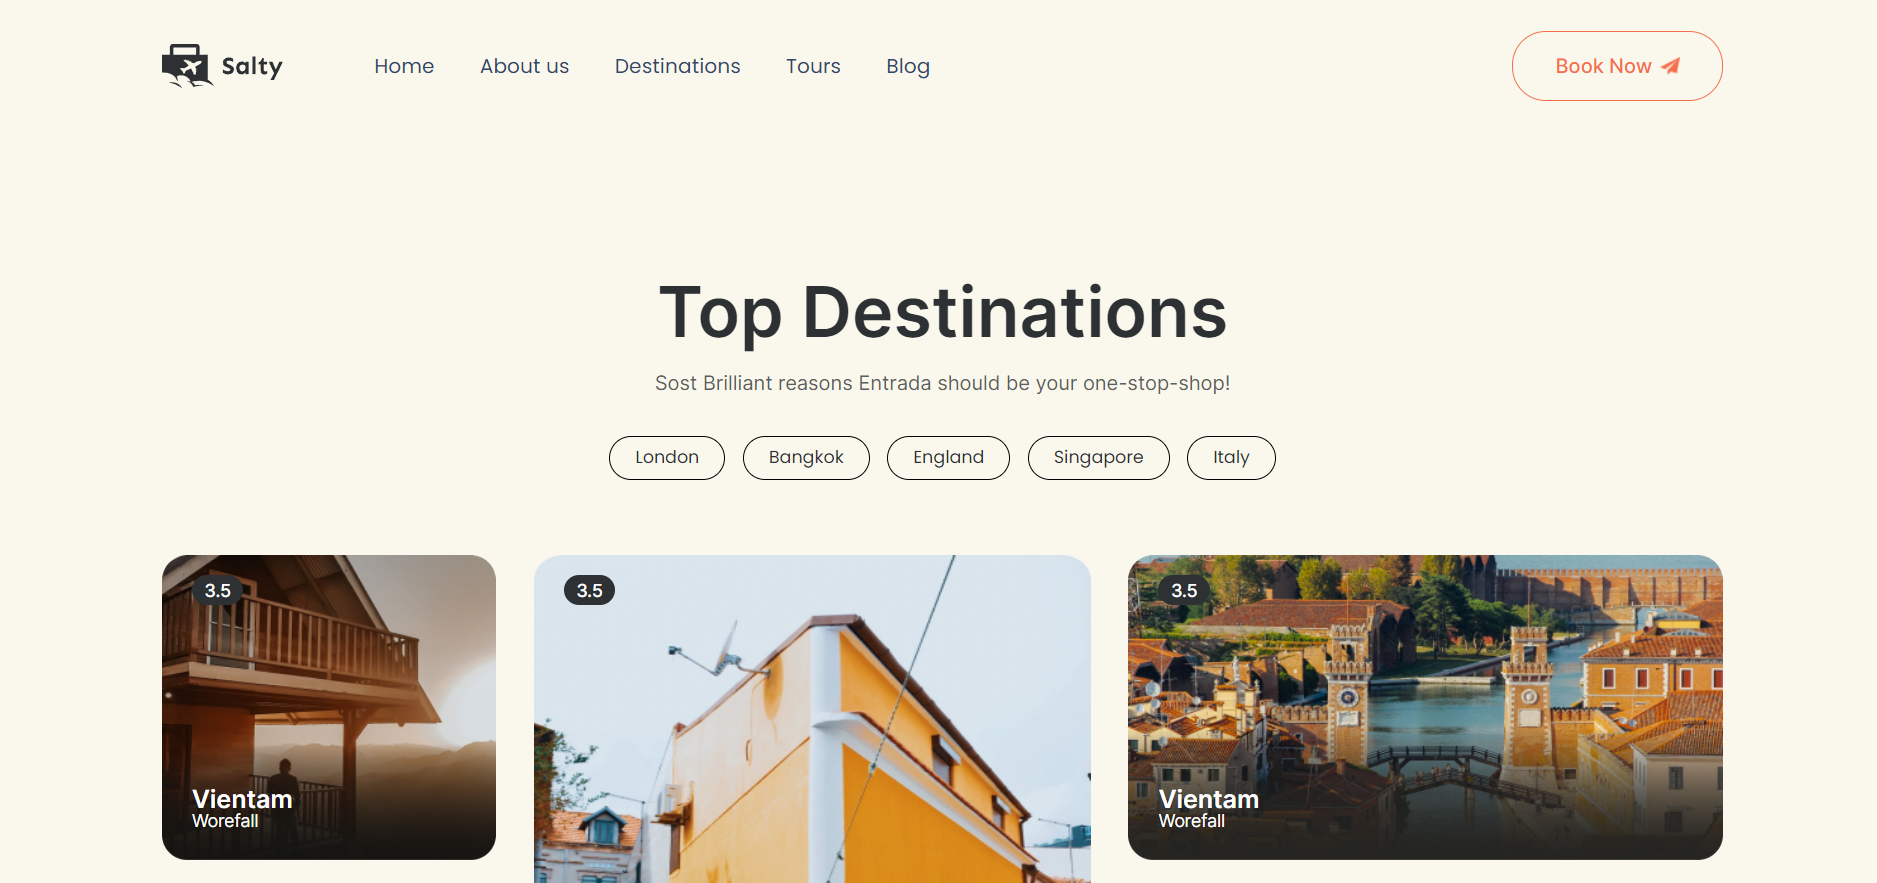 Salty
Home About us Destinations Tours Blog
Book Now
Top Destinations
Sost Brilliant reasons Entrada should be your one-stop-shop!
London Bangkok England Singapore Italy
3.5
Vientam
Worefall
3.5
3.5
Vientam
Worefall